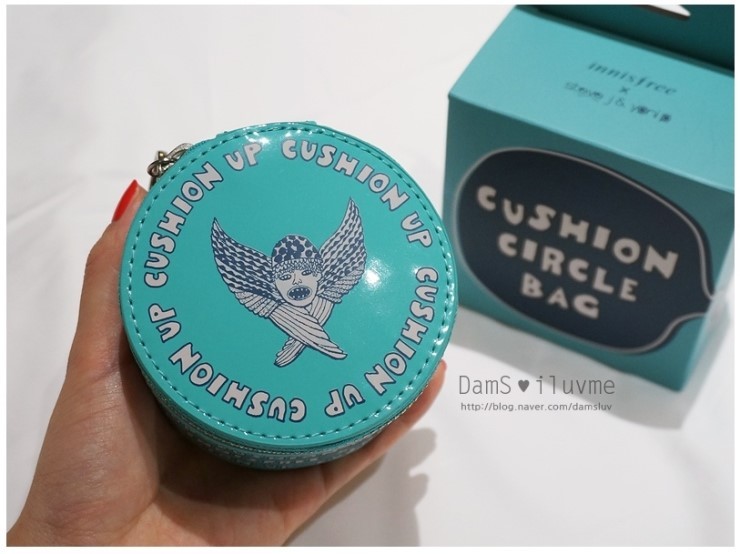 CUSHION UP CUSHION UP CUSHION UP CUSHION UP
innisfree
x
steve j & yoni p
CUSHION
CIRCLE
BAG
DamS ♥ iluvme
http://blog.naver.com/damsluv